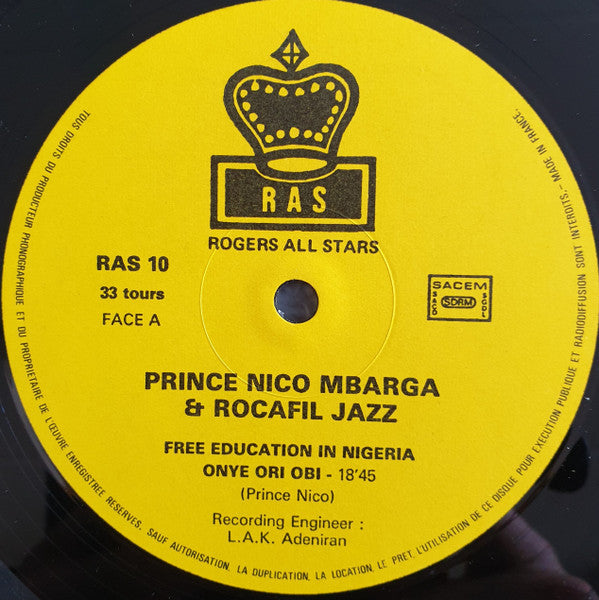 RAS
ROGERS ALL STARS
RAS 10
33 tours
FACE A
SACEM
SACD
SDRM
SGDL
PRINCE NICO MBARGA
& ROCAFIL JAZZ
FREE EDUCATION IN NIGERIA
ONYE ORI OBI - 18'45
(Prince Nico)
Recording Engineer :
L.A.K. Adeniran
TOUS DROITS DU PRODUCTEUR PHONOGRAPHIQUE ET DU PROPRIETAIRE DE L'ŒUVRE ENREGISTREE RESERVES. SAUF AUTORISATION, LA DUPLICATION, LA LOCATION, LE PRET, L'UTILISATION DE CE DISQUE POUR EXECUTION PUBLIQUE ET RADIODIFFUSION SONT INTERDITS.- MADE IN FRANCE.